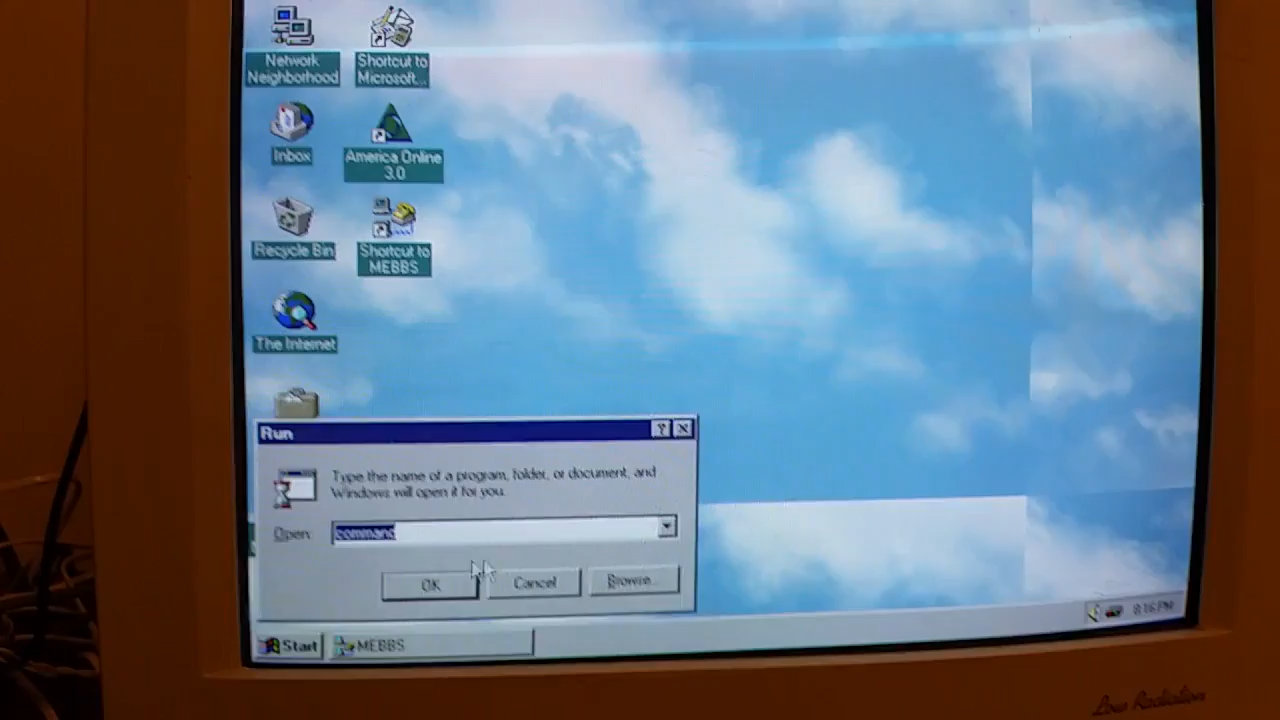 Network
Neighborhood
Shortcut to
Microsoft...
Inbox
America Online
3.0
Recycle Bin
Shortcut to
MEBBS
The Internet
Run
Type the name of a program, folder, or document, and
Windows will open it for you.
Open:
command
OK
Cancel
Browse...
Start
MEBBS
8:16 PM
Low Radiation